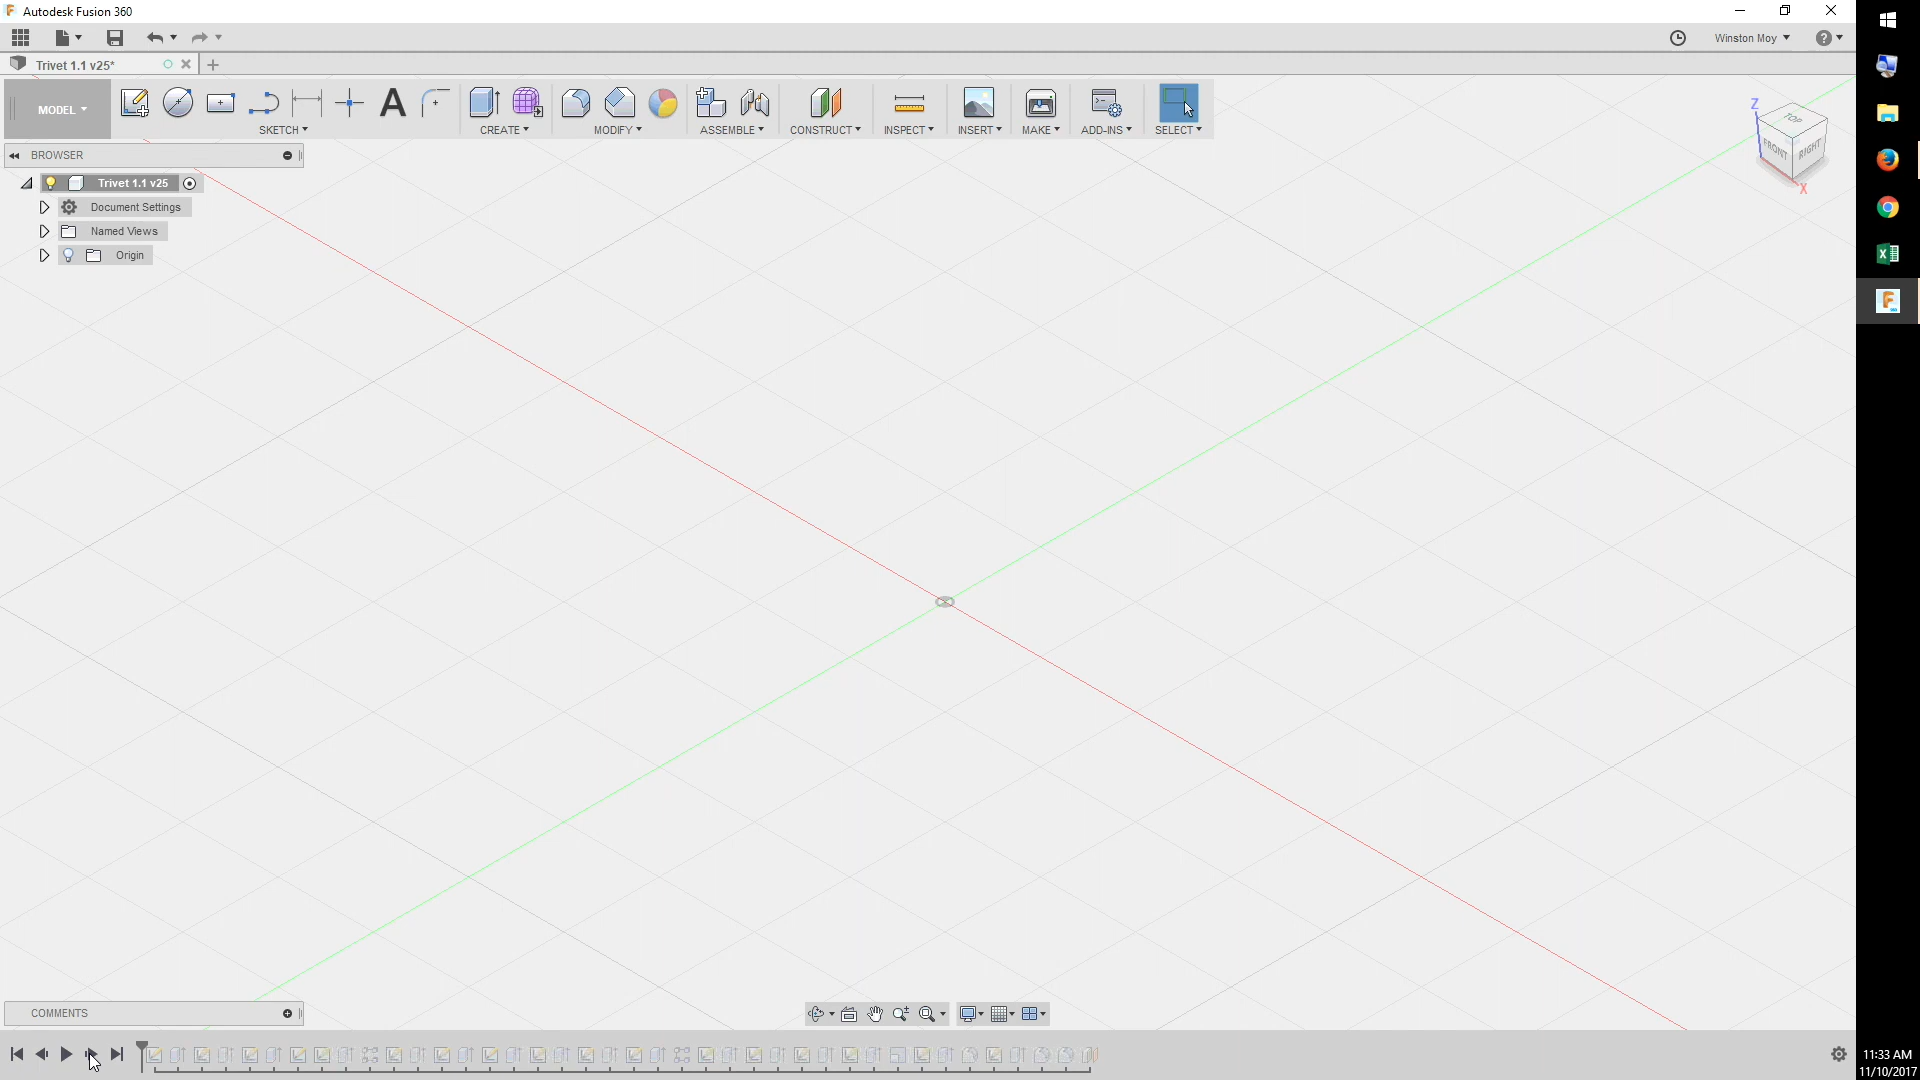 Autodesk Fusion 360
Winston Moy
Trivet 1.1 v25*
MODEL
SKETCH
CREATE
MODIFY
ASSEMBLE
CONSTRUCT
INSPECT
INSERT
MAKE
ADD-INS
SELECT
BROWSER
Trivet 1.1 v25
Document Settings
Named Views
Origin
Z
TOP
FRONT
RIGHT
X
COMMENTS
11:33 AM
11/10/2017